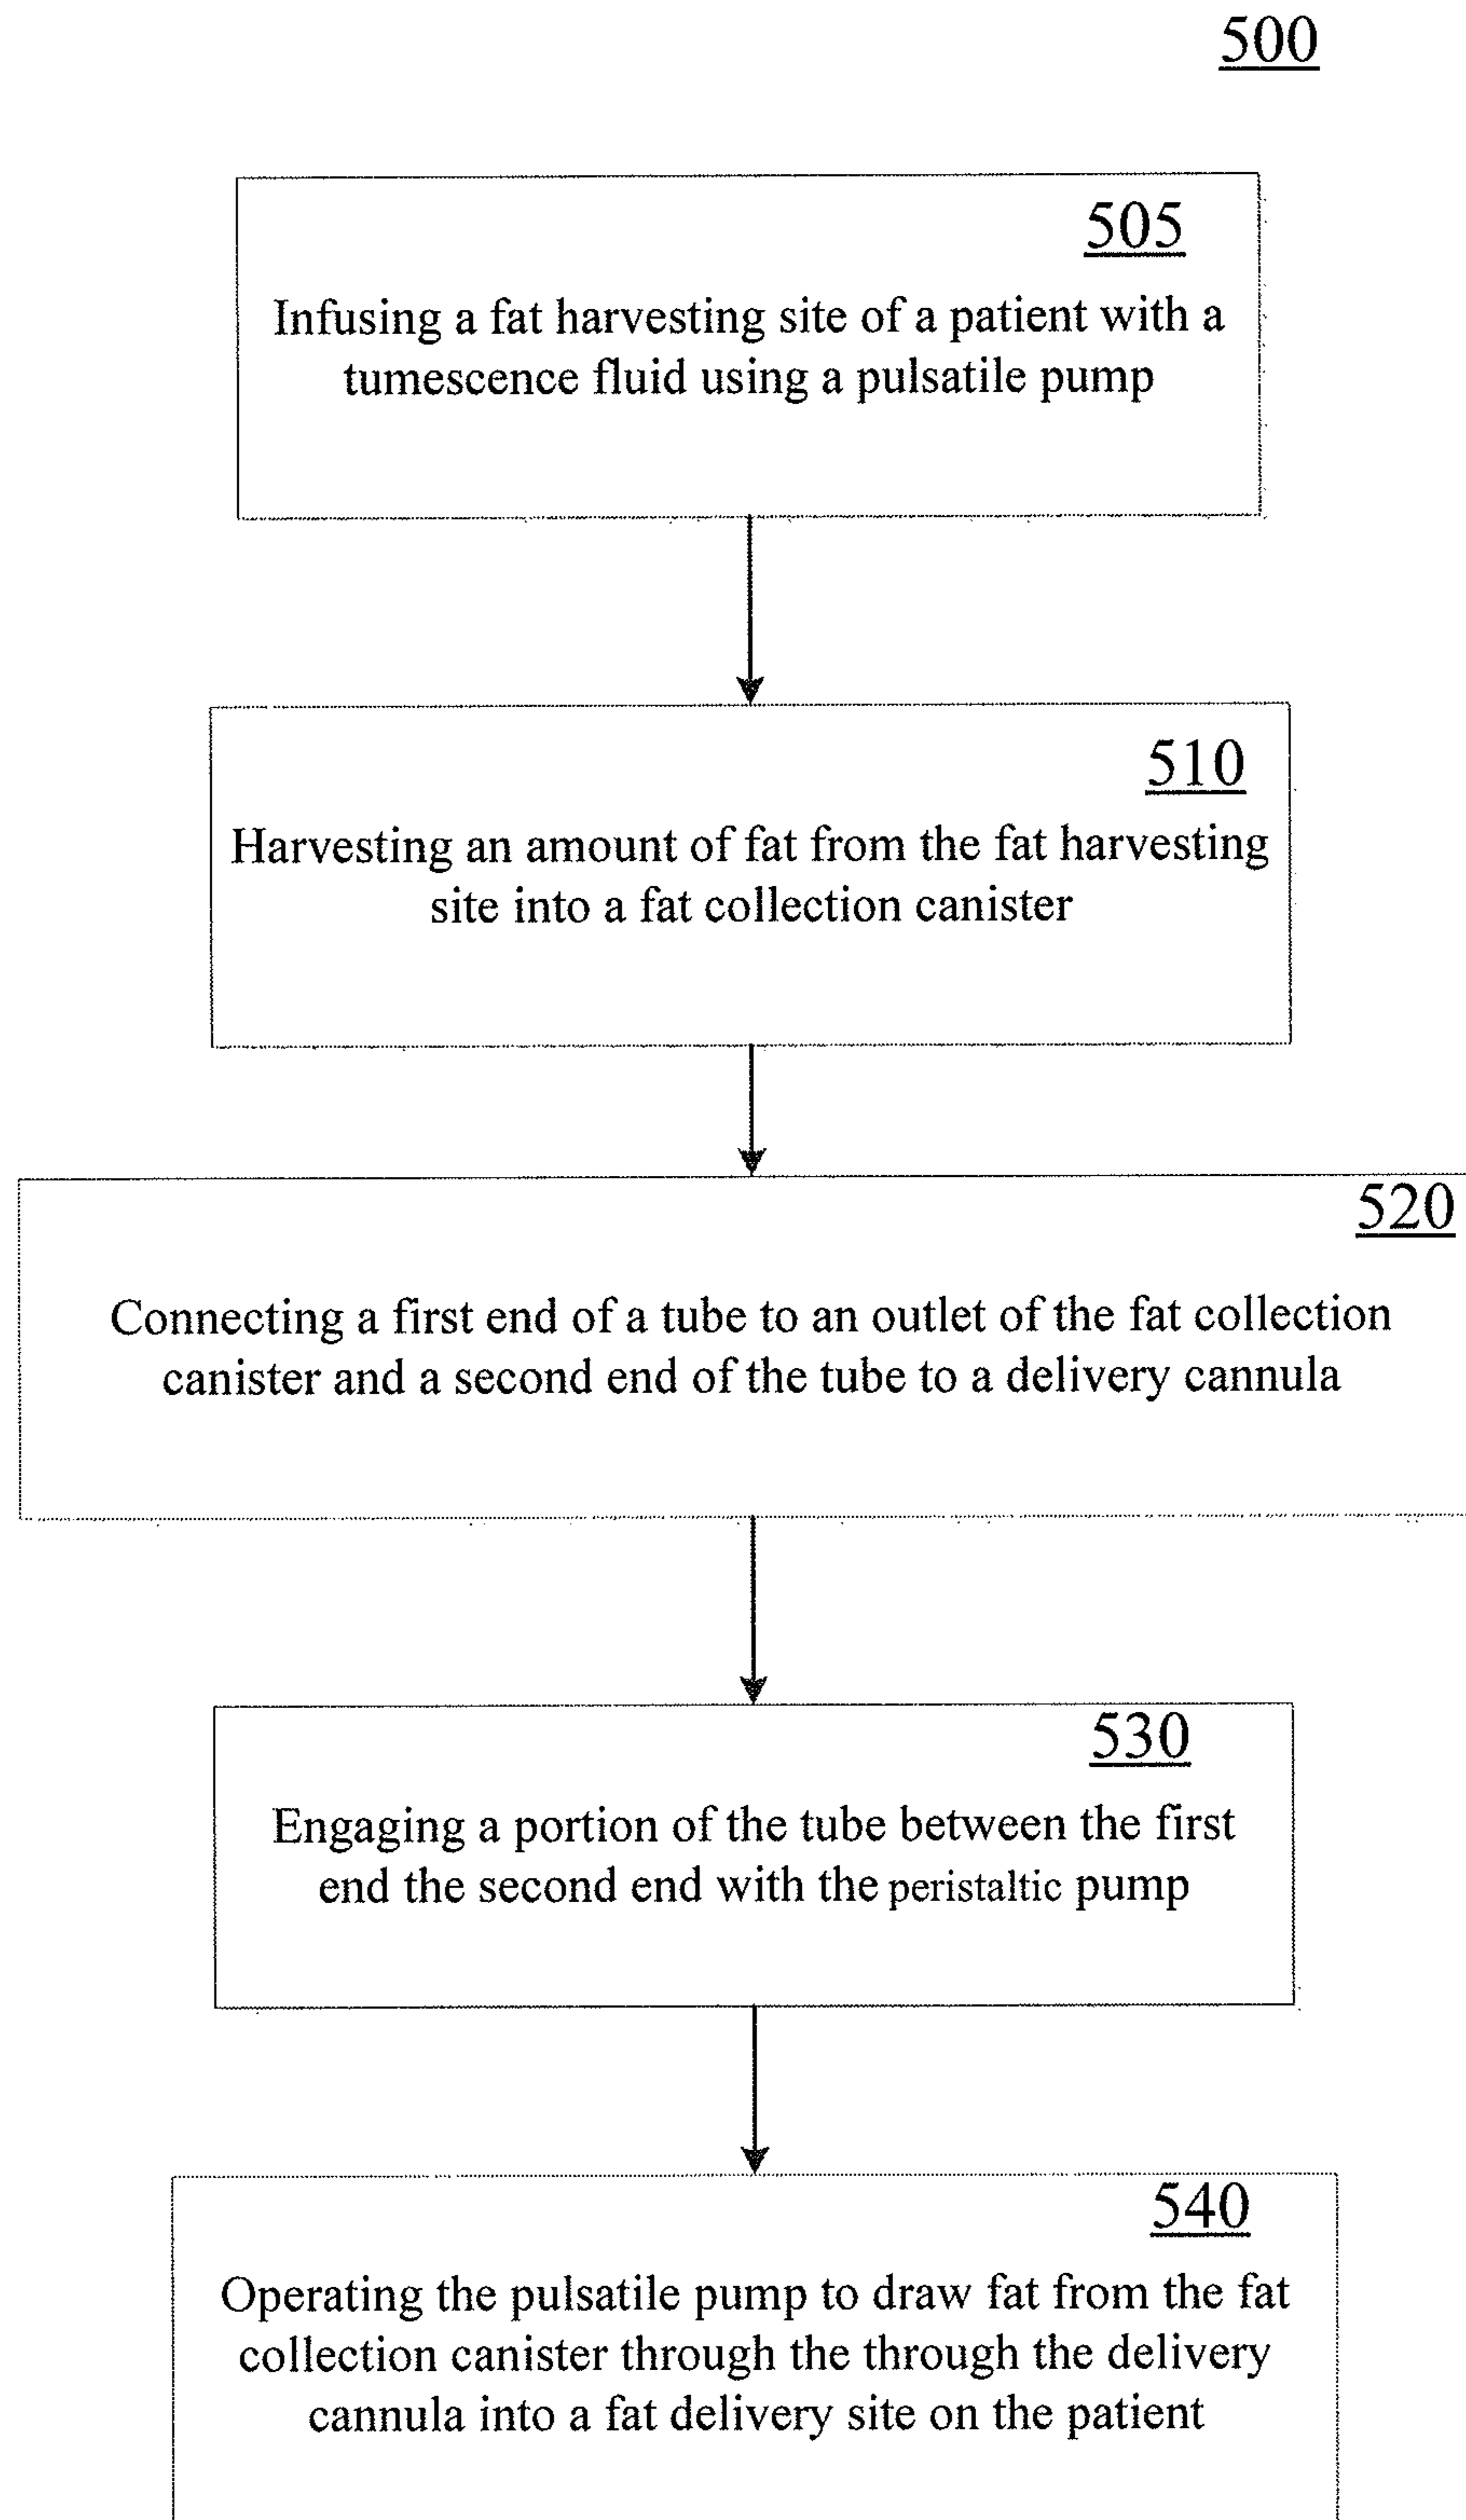 500
505
Infusing a fat harvesting site of a patient with a
tumescence fluid using a pulsatile pump
510
Harvesting an amount of fat from the fat harvesting
site into a fat collection canister
520
Connecting a first end of a tube to an outlet of the fat collection
canister and a second end of the tube to a delivery cannula
530
Engaging a portion of the tube between the first
end the second end with the peristaltic pump
540
Operating the pulsatile pump to draw fat from the fat
collection canister through the through the delivery
cannula into a fat delivery site on the patient